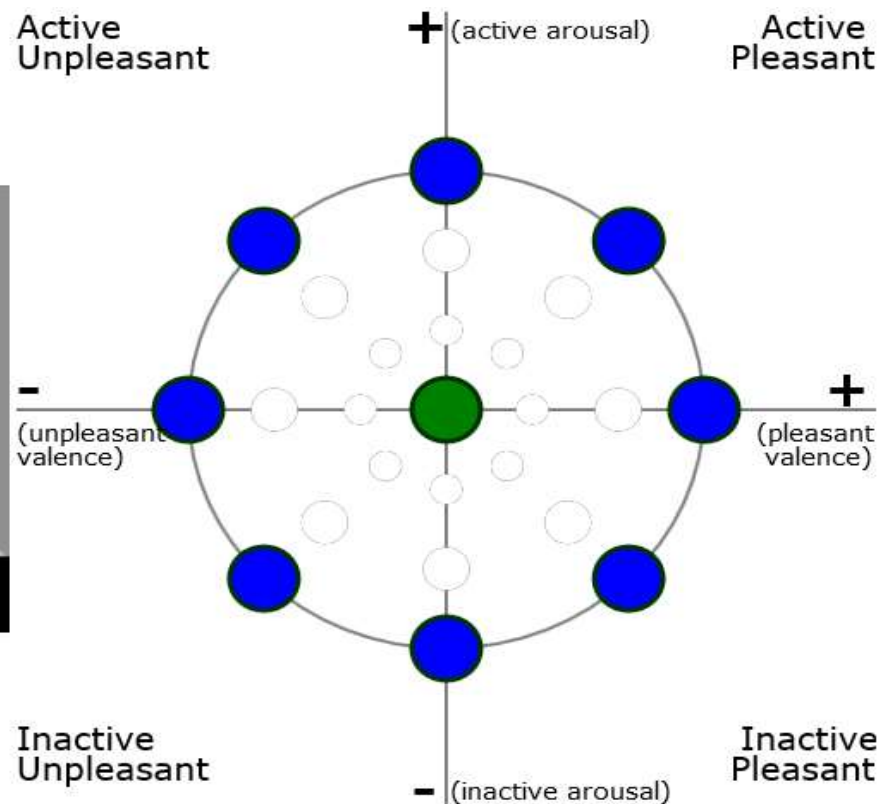 Active
Unpleasant
+ (active arousal)
Active
Pleasant
-
(unpleasant
valence)
+
(pleasant
valence)
Inactive
Unpleasant
- (inactive arousal)
Inactive
Pleasant